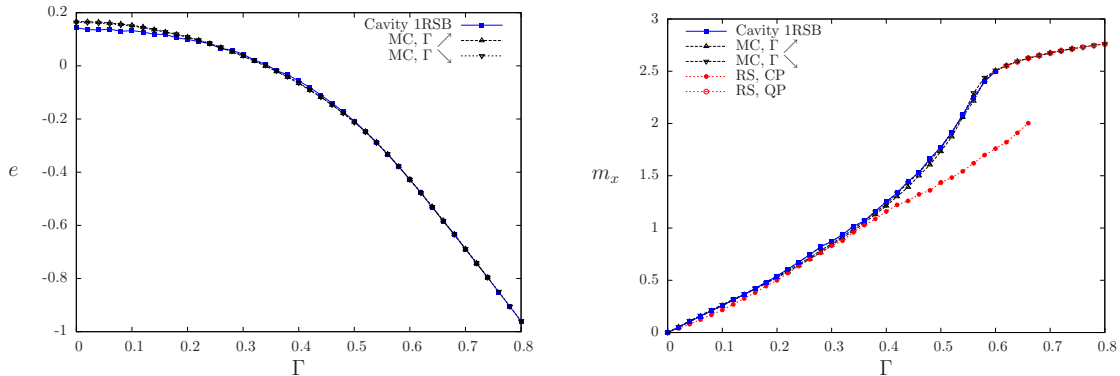 0.2
0
-0.2
-0.4
-0.6
-0.8
-1
e
0 0.1 0.2 0.3 0.4 0.5 0.6 0.7 0.8
Γ
Cavity 1RSB
MC, Γ ↗
MC, Γ ↘
3
2.5
2
1.5
1
0.5
0
m_x
0 0.1 0.2 0.3 0.4 0.5 0.6 0.7 0.8
Γ
Cavity 1RSB
MC, Γ ↗
MC, Γ ↘
RS, CP
RS, QP